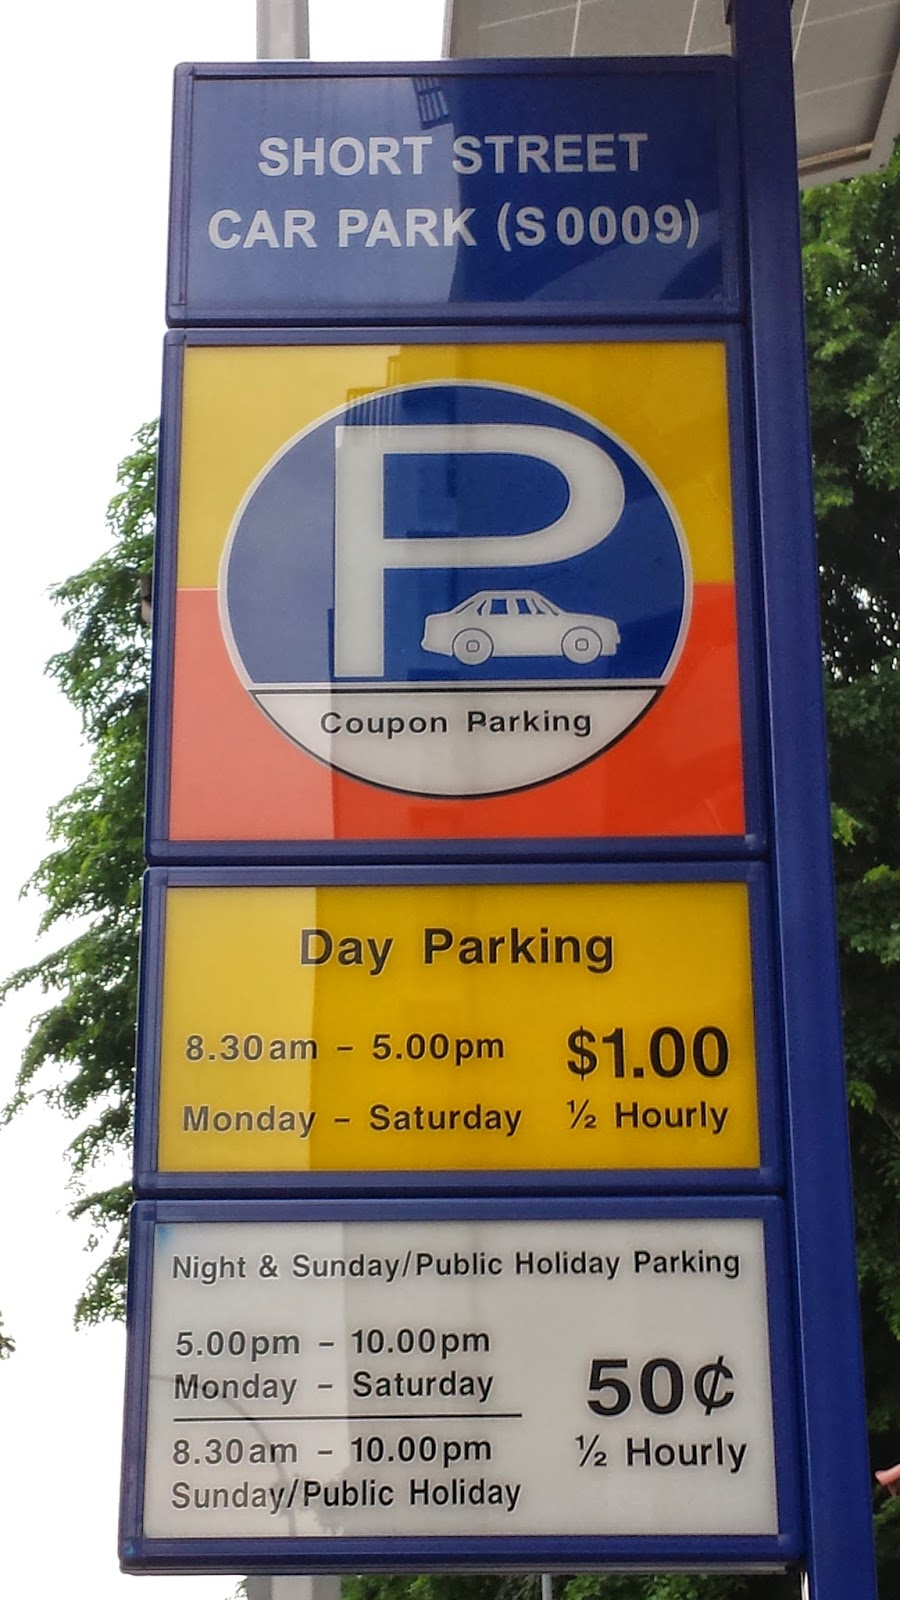 SHORT STREET
CAR PARK (S0009)
P
Coupon Parking
Day Parking
8.30am - 5.00pm $1.00
Monday - Saturday ½ Hourly
Night & Sunday/Public Holiday Parking
5.00pm - 10.00pm
Monday - Saturday
50¢
8.30am - 10.00pm
½ Hourly
Sunday/Public Holiday